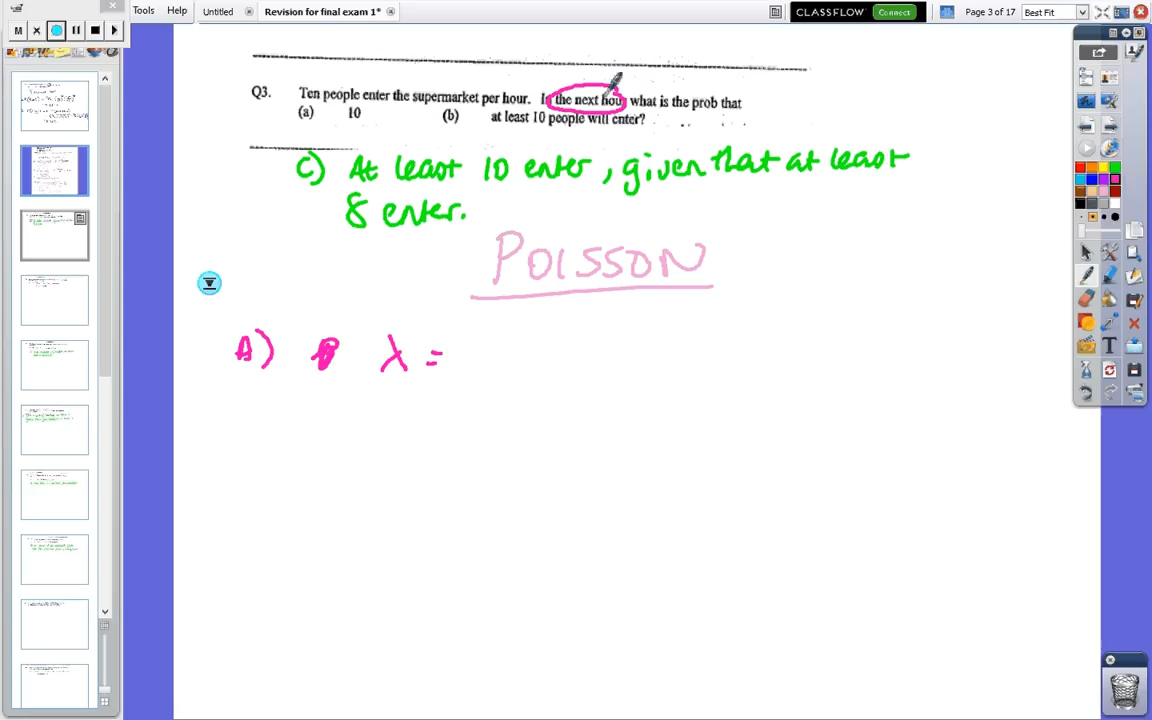 Tools Help Untitled Revision for final exam 1* CLASSFLOW Connect Page 3 of 17 Best Fit
M
Q3. Ten people enter the supermarket per hour. In the next hour what is the prob that
(a) 10 (b) at least 10 people will enter?
c) At least 10 enter, given that at least
8 enter.
POISSON
A) λ =